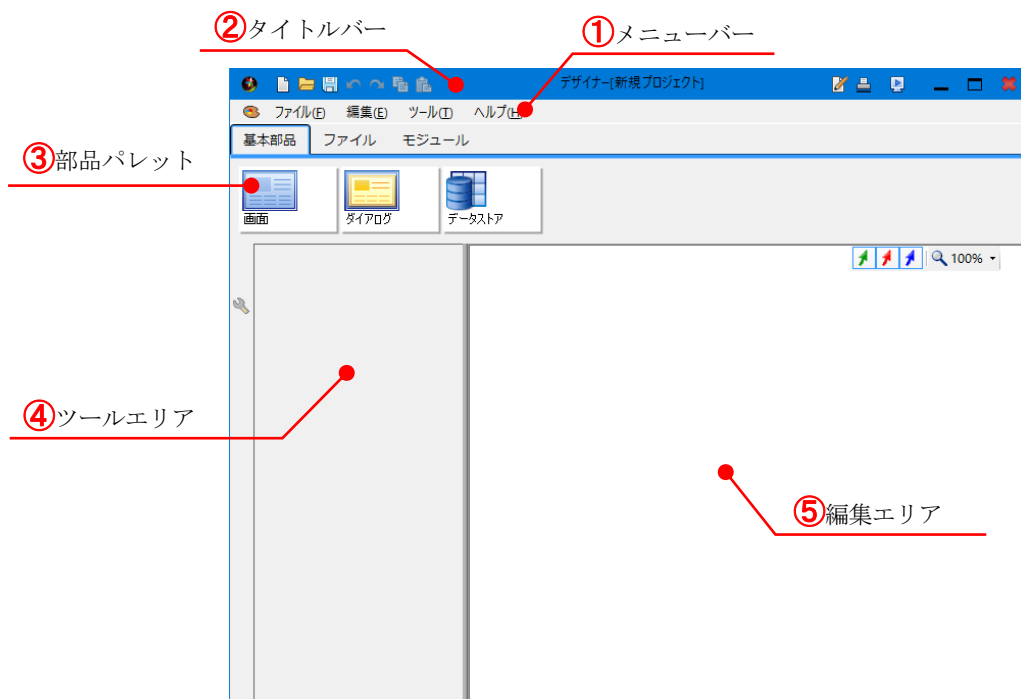 ②タイトルバー
①メニューバー
デザイナー[新規プロジェクト]
ファイル(F) 編集(E) ツール(T) ヘルプ(H)
基本部品 ファイル モジュール
③部品パレット
画面 ダイアログ データストア
100%
④ツールエリア
⑤編集エリア